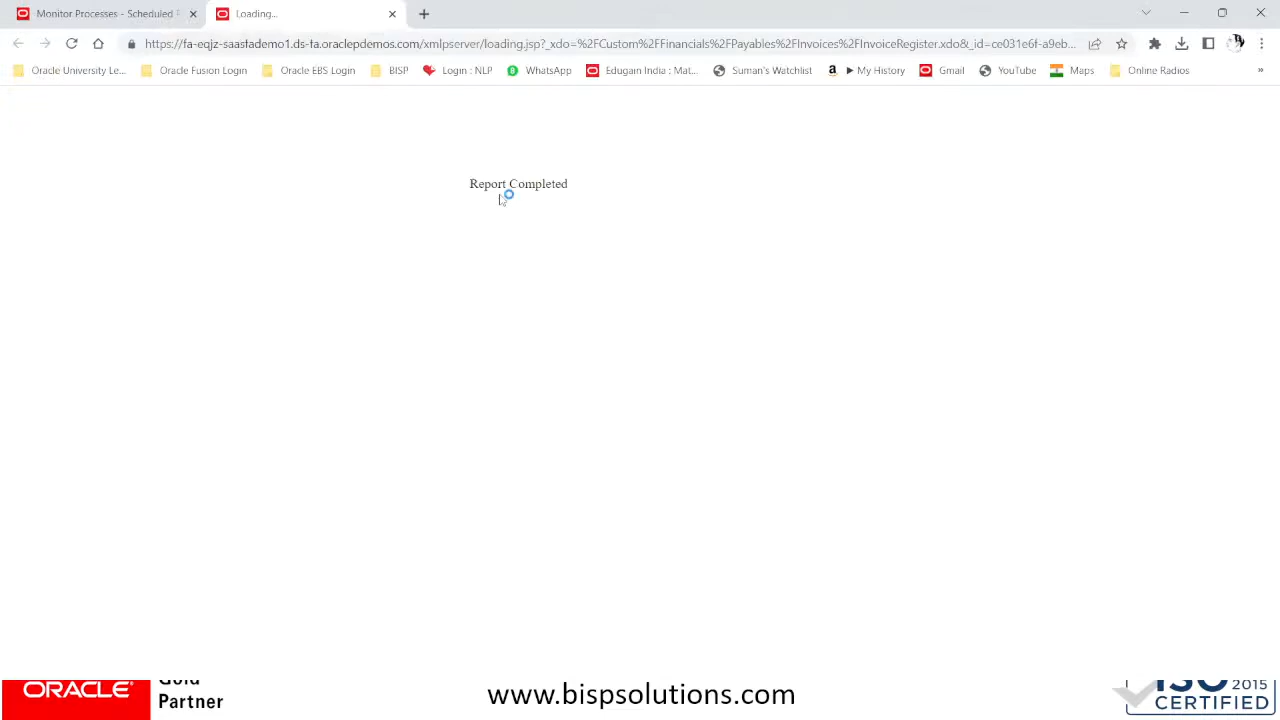 Monitor Processes - Scheduled
Loading...
https://fa-eqjz-saasfademo1.ds-fa.oraclepdemos.com/xmlserver/loading.jsp?_xdo=%2FCustom%2FFinancials%2FPayables%2FInvoices%2FInvoiceRegister.xdo&_id=ce031e6f-a9eb...
Oracle University Le...
Oracle Fusion Login
Oracle EBS Login
BISP
Login : NLP
WhatsApp
Edugain India : Mat...
Suman's Watchlist
▶ My History
Gmail
YouTube
Maps
Online Radios
»
Report Completed
ORACLE
Gold
Partner
www.bispsolutions.com
ISO 2015
CERTIFIED